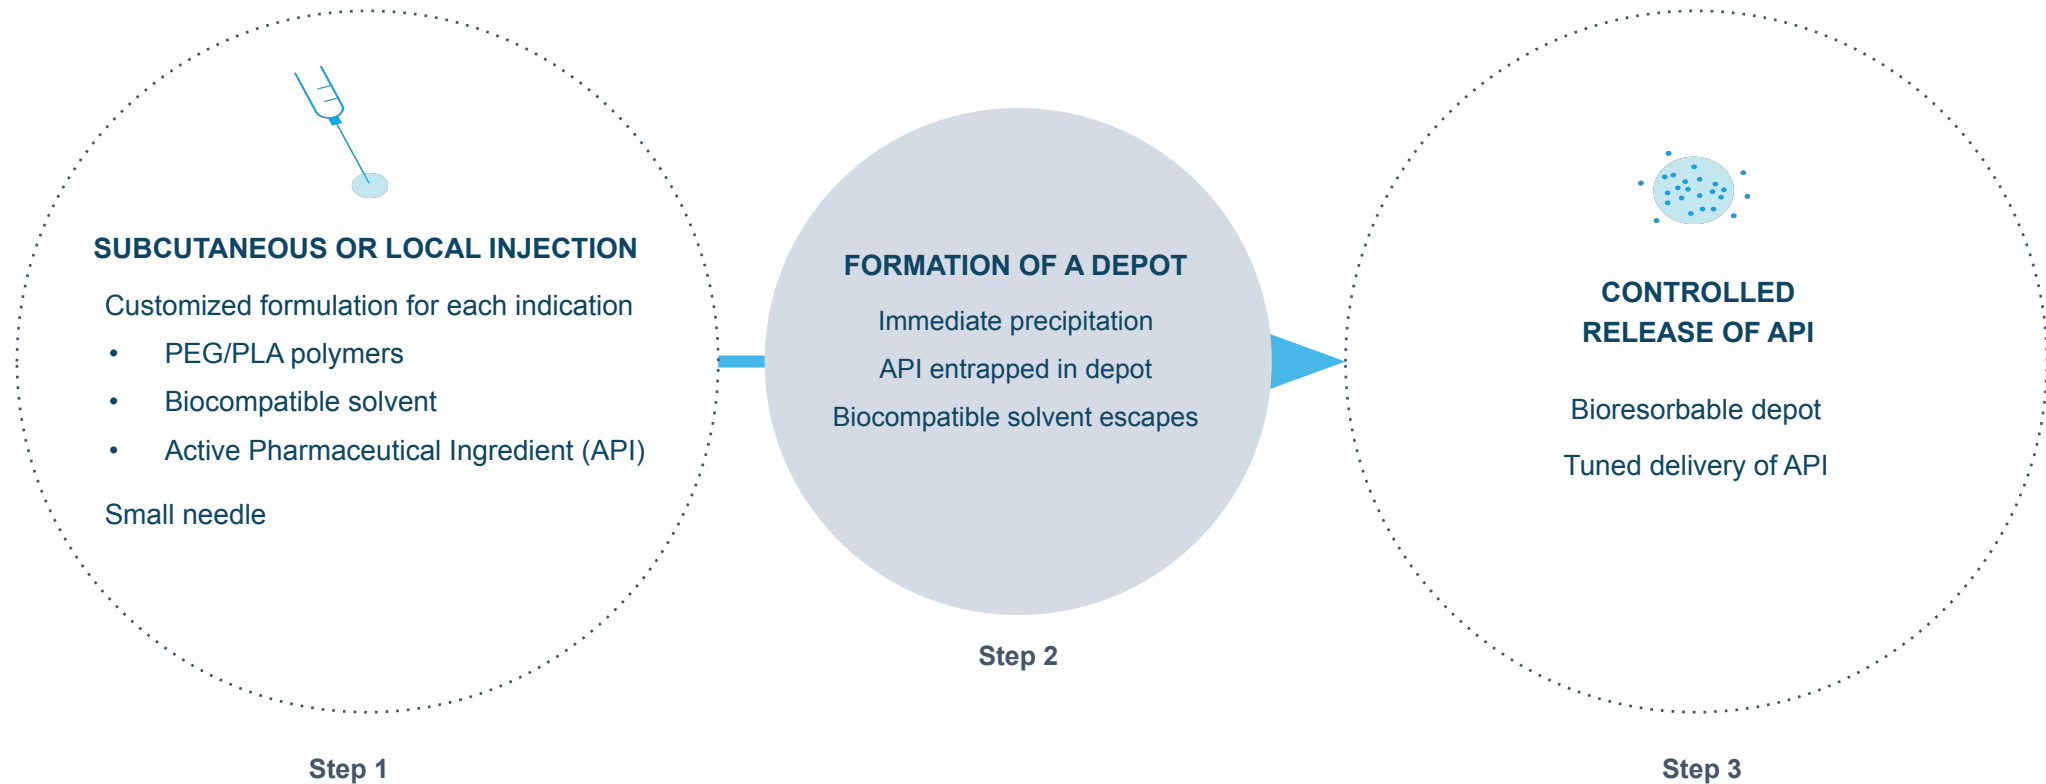 SUBCUTANEOUS OR LOCAL INJECTION
Customized formulation for each indication
• PEG/PLA polymers
• Biocompatible solvent
• Active Pharmaceutical Ingredient (API)
Small needle
Step 1
FORMATION OF A DEPOT
Immediate precipitation
API entrapped in depot
Biocompatible solvent escapes
Step 2
CONTROLLED
RELEASE OF API
Bioresorbable depot
Tuned delivery of API
Step 3